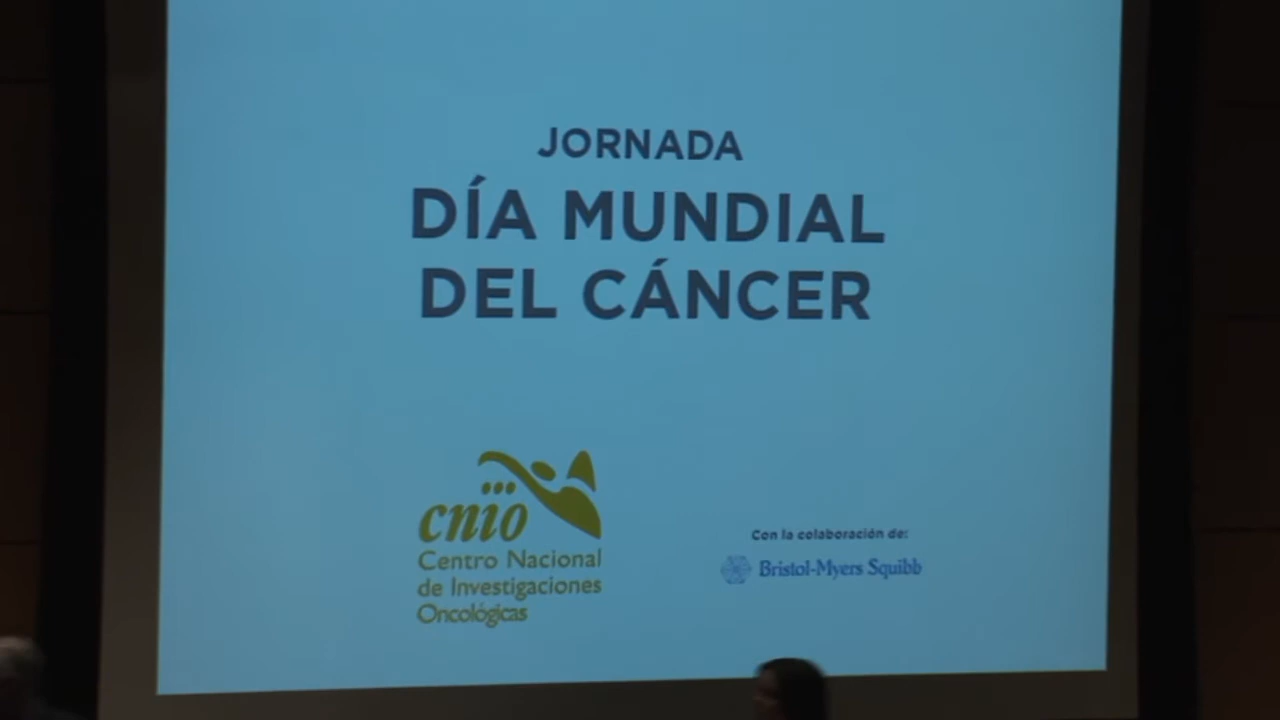 JORNADA
DÍA MUNDIAL
DEL CÁNCER
cnio
Centro Nacional
de Investigaciones
Oncológicas
Con la colaboración de:
Bristol-Myers Squibb